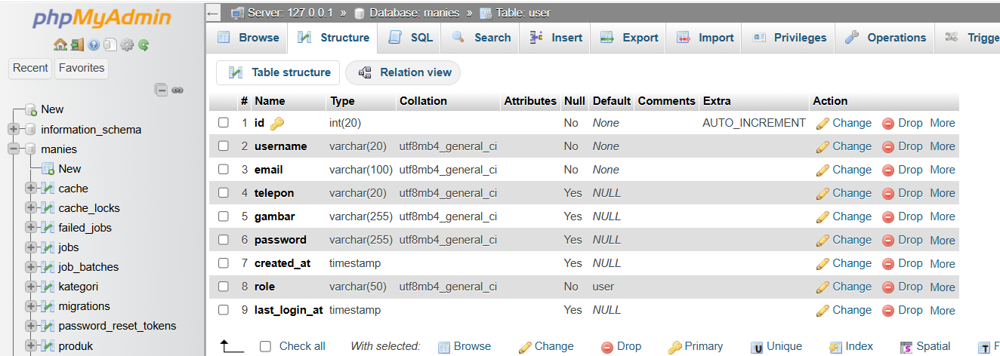 phpMyAdmin
Recent Favorites
New
information_schema
manies
New
cache
cache_locks
failed_jobs
jobs
job_batches
kategori
migrations
password_reset_tokens
produk
Server: 127.0.0.1 » Database: manies » Table: user
Browse Structure SQL Search Insert Export Import Privileges Operations Trigge
Table structure Relation view
# Name Type Collation Attributes Null Default Comments Extra Action
1 id int(20) No None AUTO_INCREMENT Change Drop More
2 username varchar(20) utf8mb4_general_ci No None Change Drop More
3 email varchar(100) utf8mb4_general_ci No None Change Drop More
4 telepon varchar(20) utf8mb4_general_ci Yes NULL Change Drop More
5 gambar varchar(255) utf8mb4_general_ci Yes NULL Change Drop More
6 password varchar(255) utf8mb4_general_ci Yes NULL Change Drop More
7 created_at timestamp Yes NULL Change Drop More
8 role varchar(50) utf8mb4_general_ci No user Change Drop More
9 last_login_at timestamp Yes NULL Change Drop More
Check all With selected: Browse Change Drop Primary Unique Index Spatial F